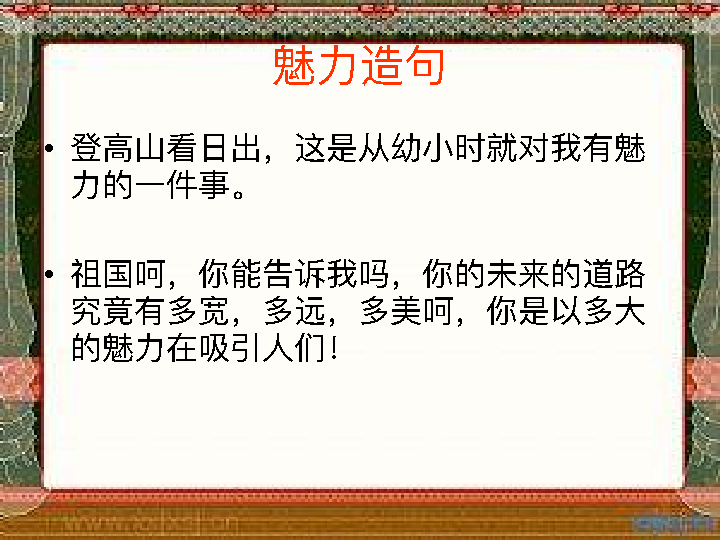 魅力造句
• 登高山看日出，这是从幼小时就对我有魅
力的一件事。
• 祖国呵，你能告诉我吗，你的未来的道路
究竟有多宽，多远，多美呵，你是以多大
的魅力在吸引人们！